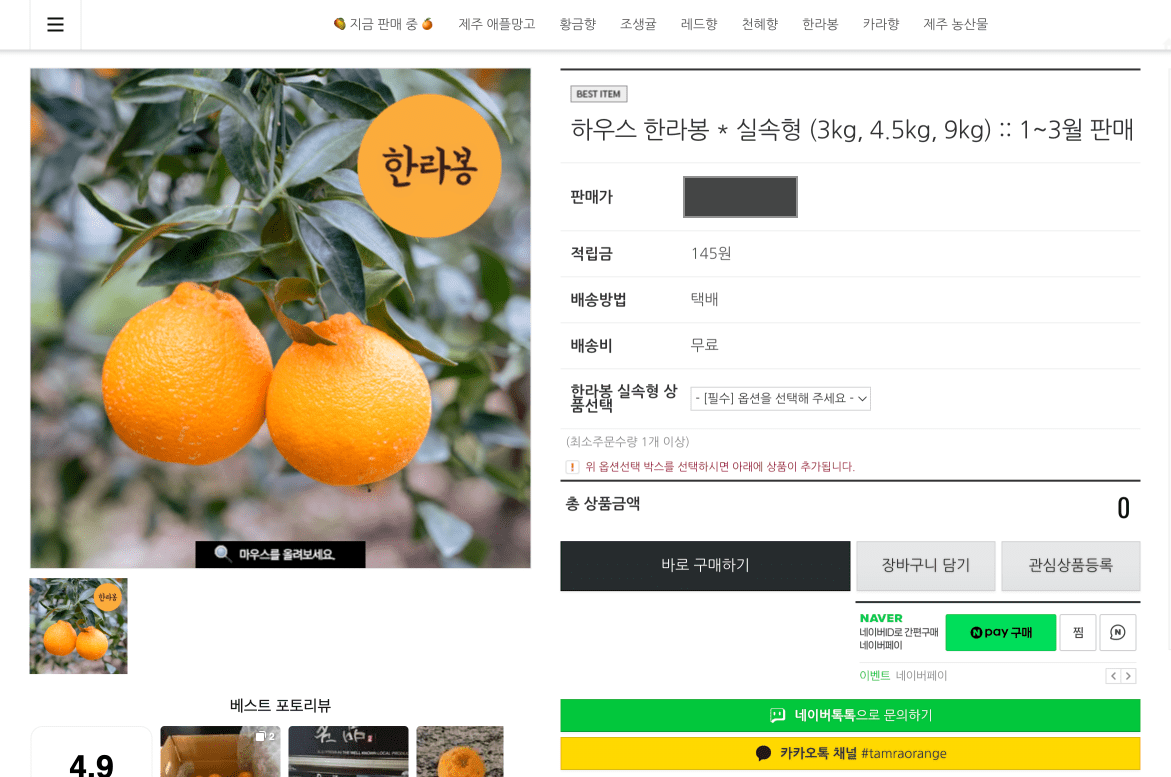 지금 판매 중 제주 애플망고 황금향 조생귤 레드향 천혜향 한라봉 카라향 제주 농산물
한라봉
마우스를 올려보세요.
한라봉
베스트 포토리뷰
4.9
2
BEST ITEM
하우스 한라봉 * 실속형 (3kg, 4.5kg, 9kg) :: 1~3월 판매
판매가
적립금 145원
배송방법 택배
배송비 무료
한라봉 실속형 상
품선택
- [필수] 옵션을 선택해 주세요 -
(최소주문수량 1개 이상)
위 옵션선택 박스를 선택하시면 아래에 상품이 추가됩니다.
총 상품금액 0
바로 구매하기 장바구니 담기 관심상품등록
NAVER
네이버ID로 간편구매
네이버페이
N pay 구매 찜 N
이벤트 네이버페이
네이버톡톡으로 문의하기
카카오톡 채널 #tamraorange